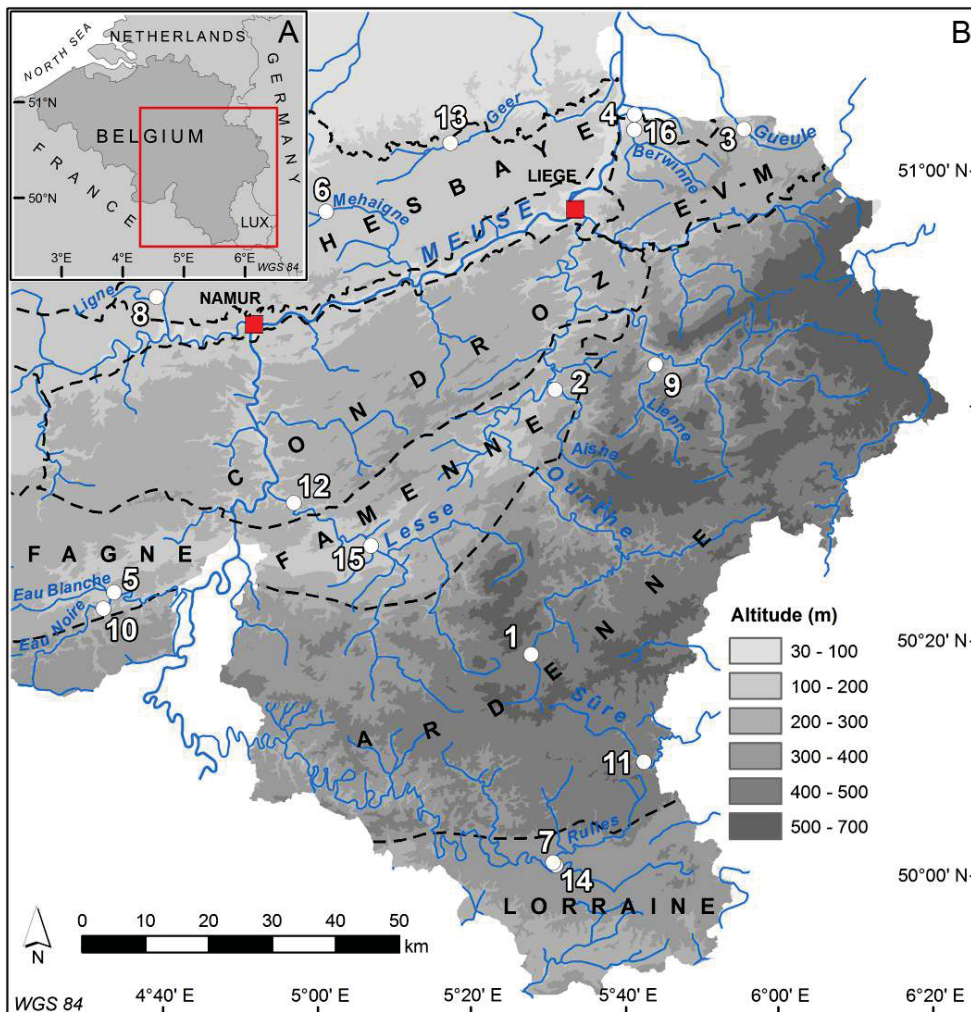 A
NORTH SEA
NETHERLANDS
GERMANY
51°N
BELGIUM
FRANCE
50°N
LUX
3°E
4°E
5°E
6°E
WGS 84
B
13
Geer
4
16
3
Gueule
Berwinne
LIEGE
51°00' N
6
Mehaigne
HESBAYE
E-V-M
MEUSE
Ligne
8
NAMUR
CONDROZ
2
9
Lienne
Aisne
Ourthe
12
FAMENNE
15
Lesse
FAGNE
Eau Blanche
5
Eau Noire
10
1
Altitude (m)
30 - 100
100 - 200
200 - 300
300 - 400
400 - 500
500 - 700
50°20' N
ARDENNE
Sûre
11
7
Rulles
14
50°00' N
LORRAINE
0 10 20 30 40 50
km
N
WGS 84
4°40' E
5°00' E
5°20' E
5°40' E
6°00' E
6°20' E